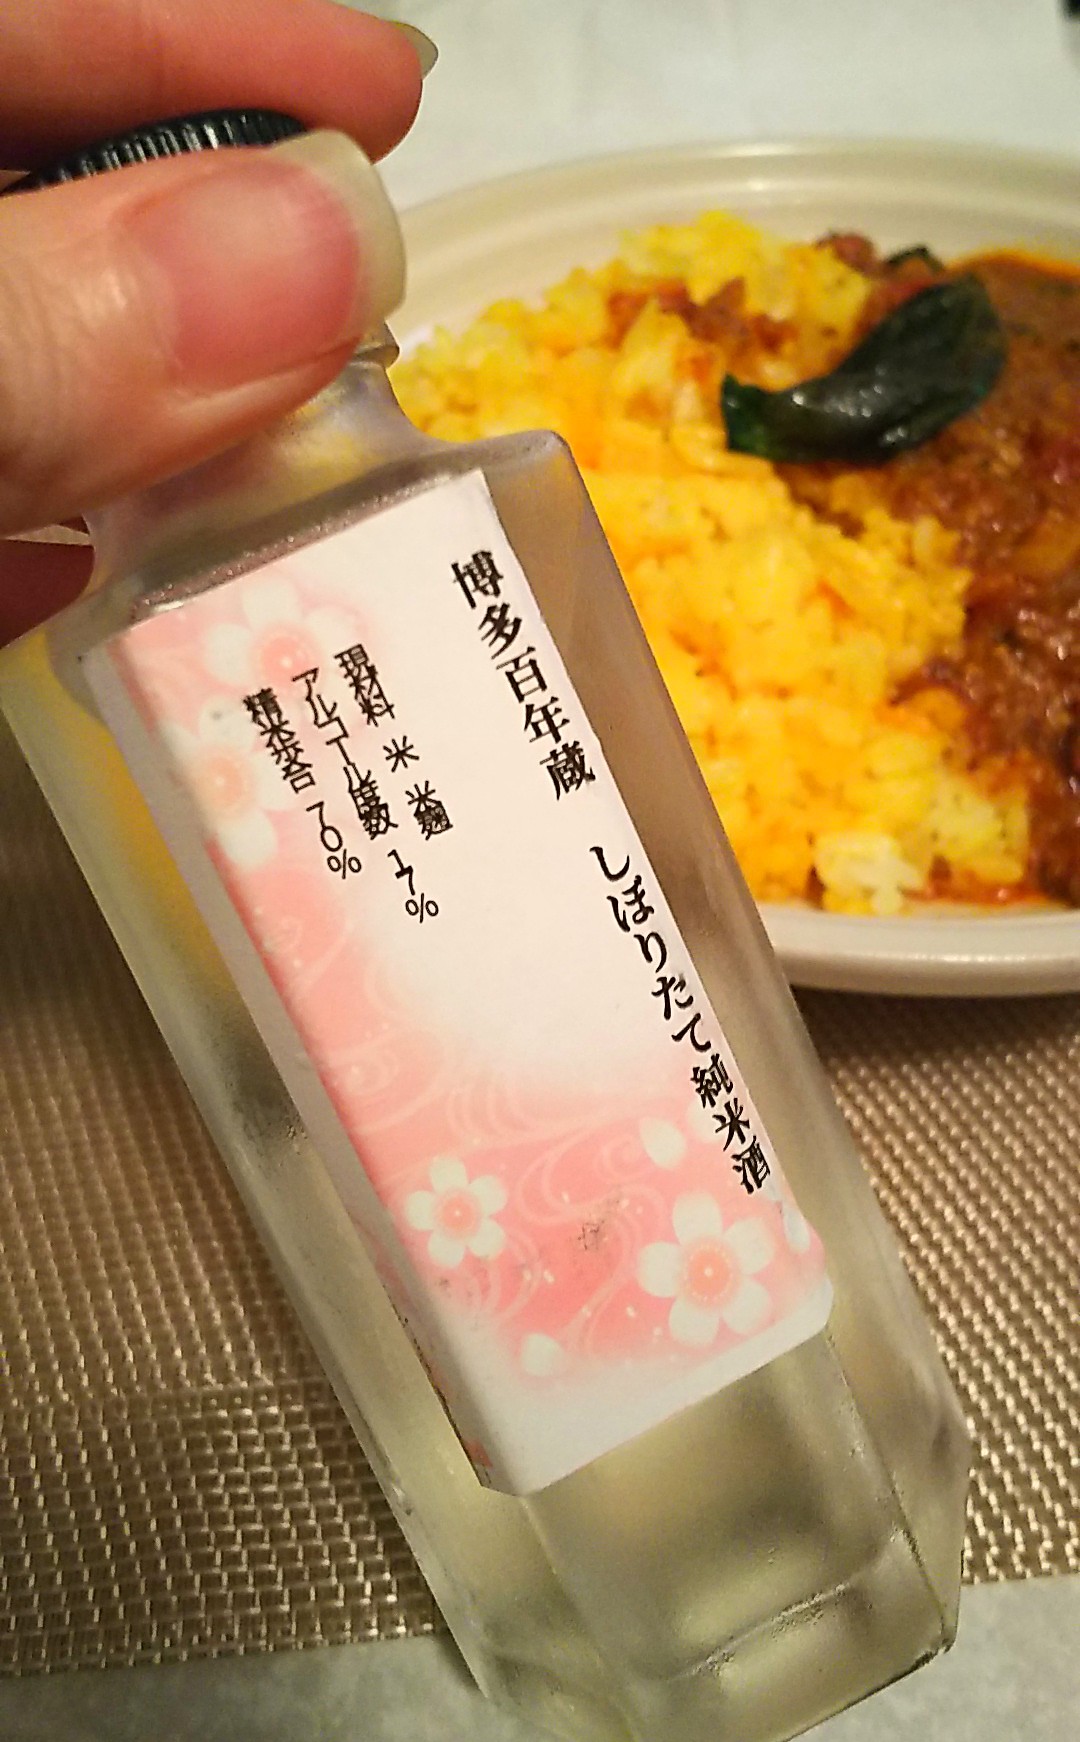 博多百年蔵 しぼりたて純米酒
現材料 米 米麹
アルコール度数 17%
精米歩合 70%